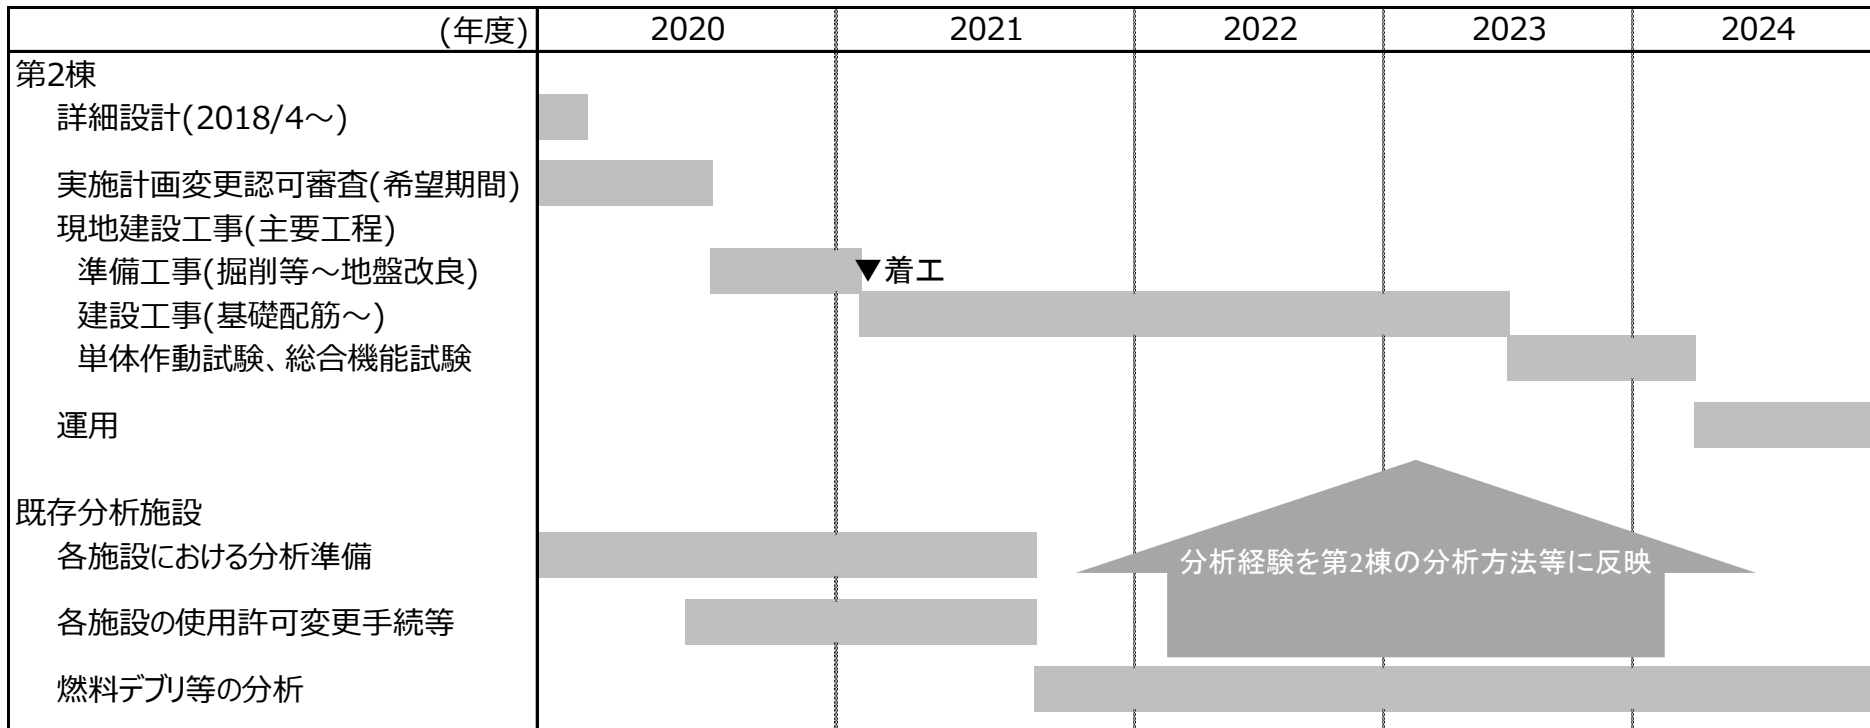 (年度) 2020 2021 2022 2023 2024
第2棟
詳細設計(2018/4～)
実施計画変更認可審査(希望期間)
現地建設工事(主要工程)
準備工事(掘削等～地盤改良)
▼着工
建設工事(基礎配筋～)
単体作動試験、総合機能試験
運用
既存分析施設
各施設における分析準備
分析経験を第2棟の分析方法等に反映
各施設の使用許可変更手続等
燃料デブリ等の分析